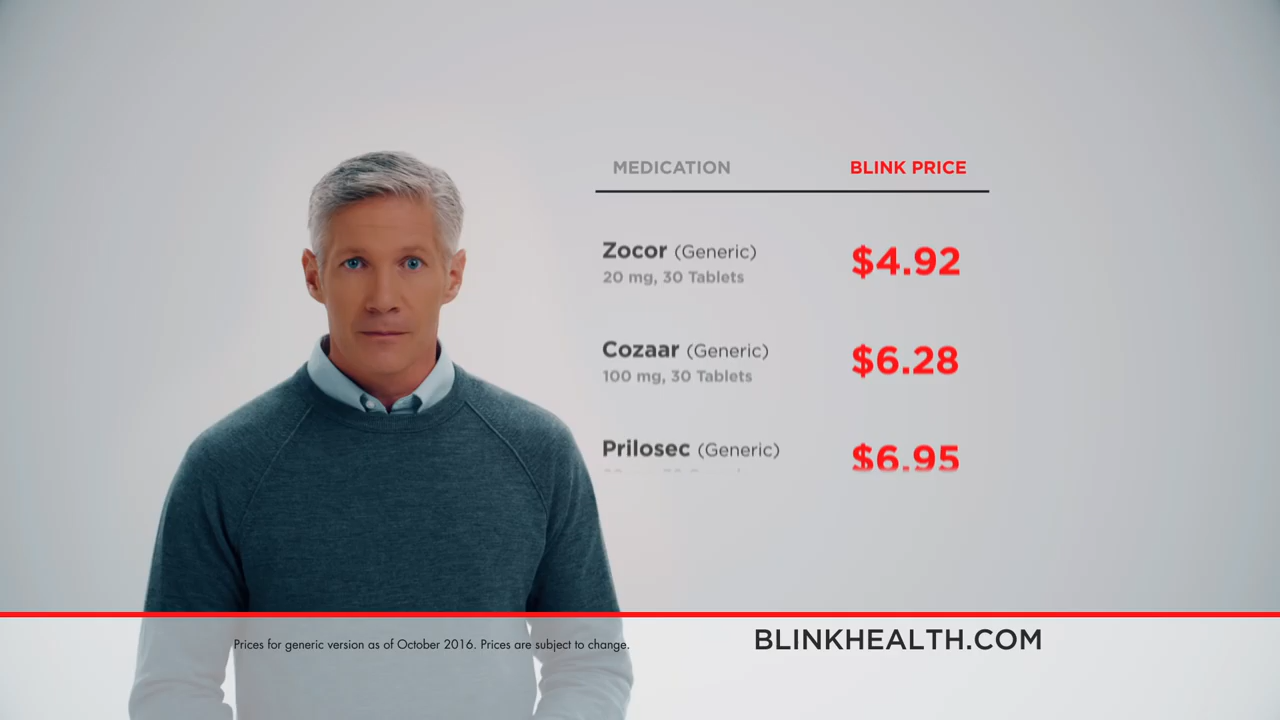 MEDICATION BLINK PRICE
Zocor (Generic) $4.92
20 mg, 30 Tablets
Cozaar (Generic) $6.28
100 mg, 30 Tablets
Prilosec (Generic) $6.95
Prices for generic version as of October 2016. Prices are subject to change.
BLINKHEALTH.COM